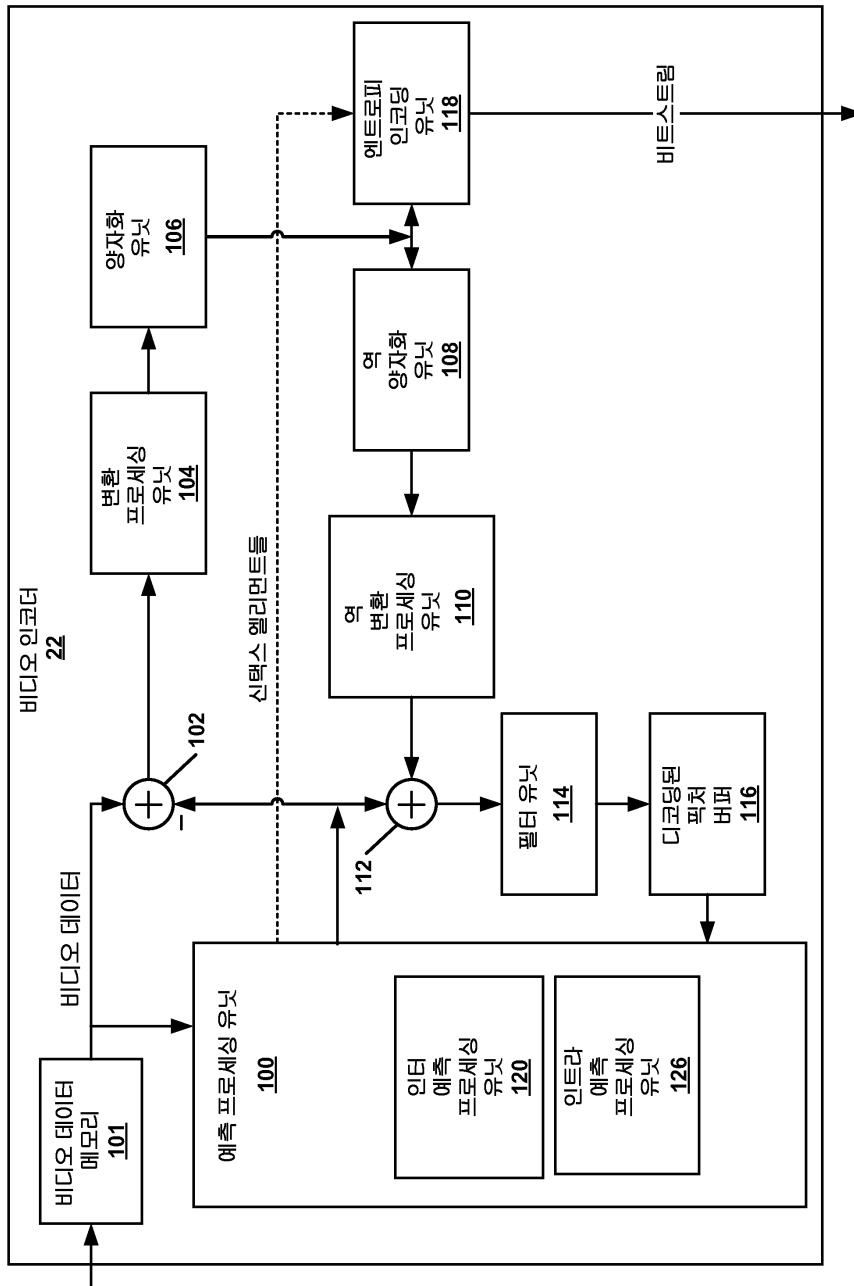 비디오 인코더
22
비디오 데이터
메모리
101
비디오 데이터
102
변환
프로세싱
유닛
104
양자화
유닛
106
예측 프로세싱 유닛
100
신택스 엘리먼트들
112
역
변환
프로세싱
유닛
110
역
양자화
유닛
108
엔트로피
인코딩
유닛
118
인터
예측
프로세싱
유닛
120
필터 유닛
114
인트라
예측
프로세싱
유닛
126
디코딩된
픽처
버퍼
116
비트스트림